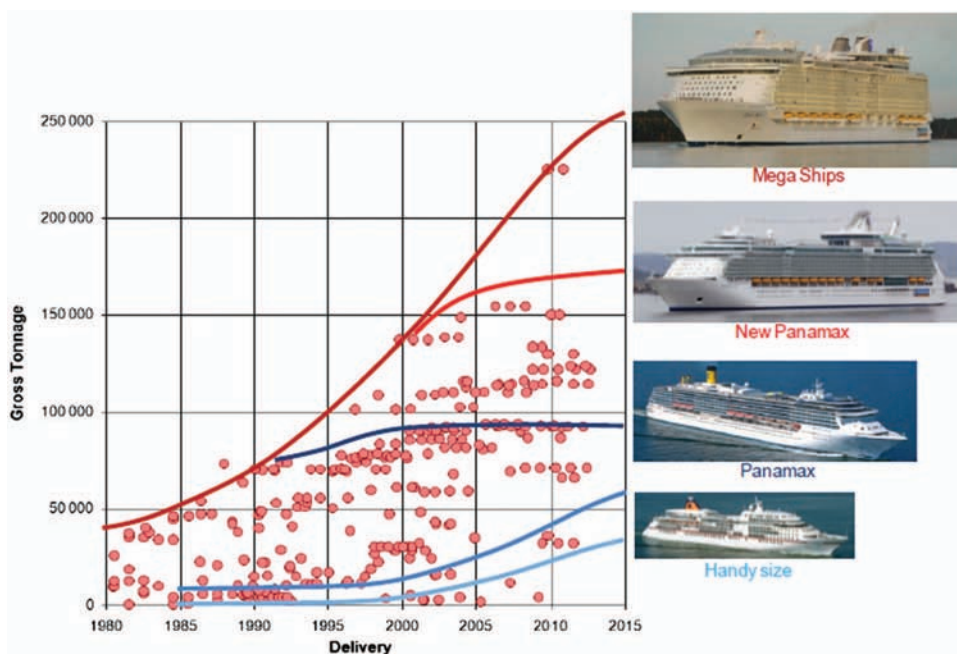 250 000
200 000
150 000
100 000
50 000
0
Gross Tonnage
1980 1985 1990 1995 2000 2005 2010 2015
Delivery
Mega Ships
New Panamax
Panamax
Handy size